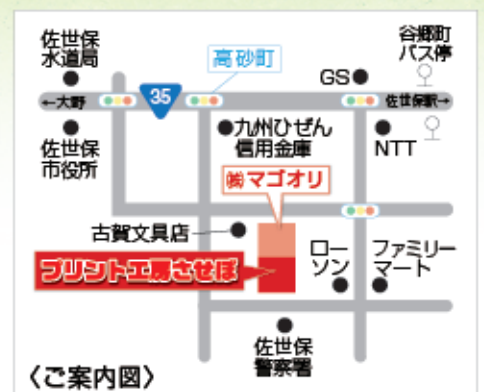 佐世保
水道局
高砂町
谷郷町
バス停
GS
←大野
35
佐世保駅→
佐世保
市役所
九州ひぜん
信用金庫
NTT
㈱マゴオリ
古賀文具店
プリント工房させぼ
ロー
ソン
ファミリー
マート
佐世保
警察署
〈ご案内図〉